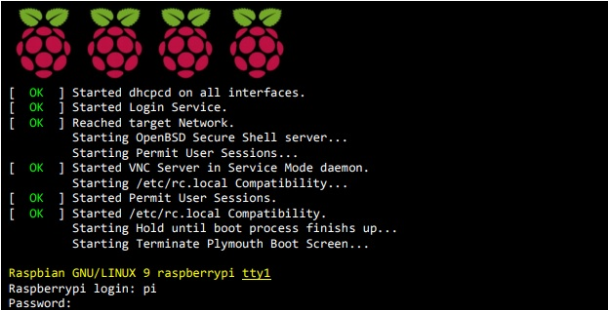 [  OK  ] Started dhcpcd on all interfaces.
[  OK  ] Started Login Service.
[  OK  ] Reached target Network.
         Starting OpenBSD Secure Shell server...
         Starting Permit User Sessions...
[  OK  ] Started VNC Server in Service Mode daemon.
         Starting /etc/rc.local Compatibility...
[  OK  ] Started Permit User Sessions.
[  OK  ] Started /etc/rc.local Compatibility.
         Starting Hold until boot process finishs up...
         Starting Terminate Plymouth Boot Screen...
Raspbian GNU/LINUX 9 raspberrypi tty1
Raspberrypi login: pi
Password: